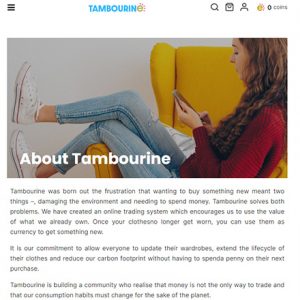 TAMBOURINE
0 coins
About Tambourine
Tambourine was born out the frustration that wanting to buy something new meant two
things –, damaging the environment and needing to spend money. Tambourine solves both
problems. We have created an online trading system which encourages us to use the value
of what we already own. Once your clothesno longer get worn, you can use them as
currency to get something new.
It is our commitment to allow everyone to update their wardrobes, extend the lifecycle of
their clothes and reduce our carbon footprint without having to spenda penny on their next
purchase.
Tambourine is building a community who realise that money is not the only way to trade and
that our consumption habits must change for the sake of the planet.